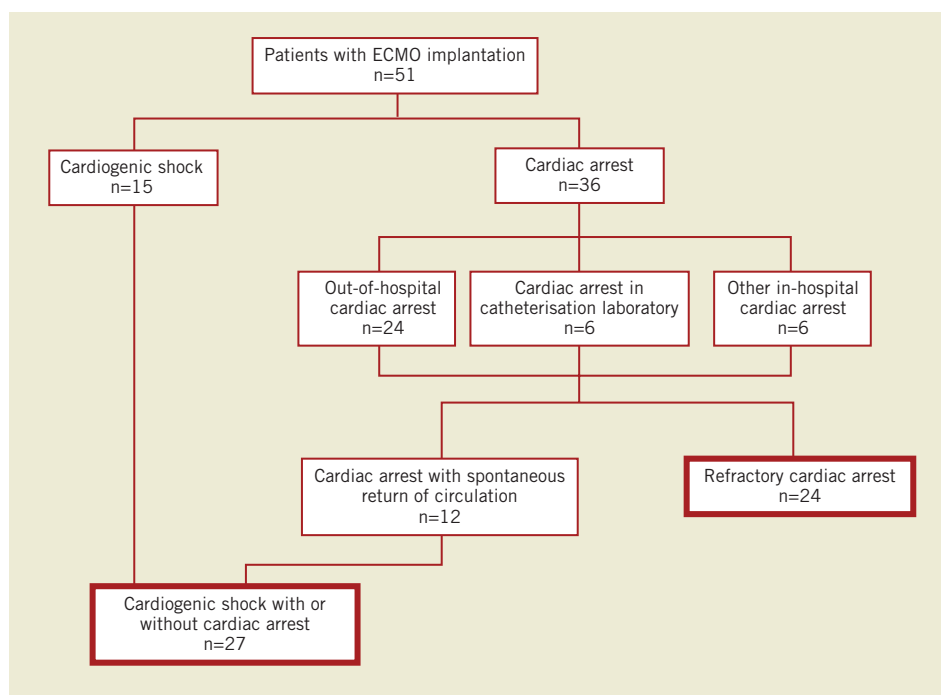 Patients with ECMO implantation
n=51
Cardiogenic shock
n=15
Cardiac arrest
n=36
Out-of-hospital
cardiac arrest
n=24
Cardiac arrest in
catheterisation laboratory
n=6
Other in-hospital
cardiac arrest
n=6
Cardiac arrest with spontaneous
return of circulation
n=12
Refractory cardiac arrest
n=24
Cardiogenic shock with or
without cardiac arrest
n=27